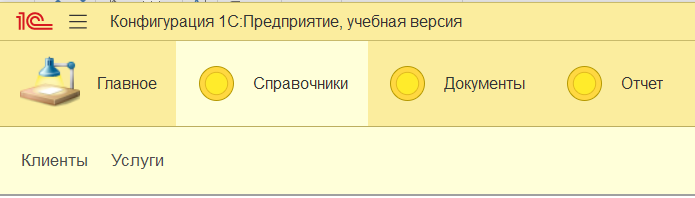 1С Конфигурация 1С:Предприятие, учебная версия
Главное Справочники Документы Отчет
Клиенты Услуги